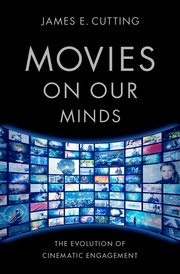 JAMES E. CUTTING
MOVIES
ON OUR
MINDS
THE EVOLUTION OF
CINEMATIC ENGAGEMENT